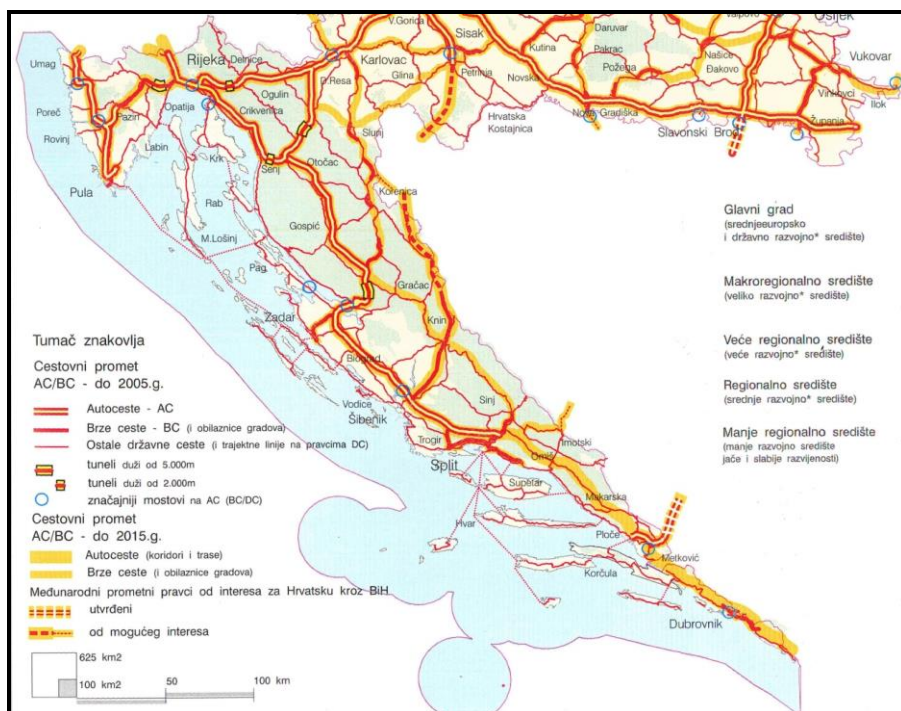 Osijek
Valpovo
V.Gorica
Sisak
Daruvar
Umag
Rijeka
Delnice
Karlovac
Kutina
Pakrac
Našice
Vukovar
Glina
Petrinja
Požega
Đakovo
D.Resa
Novska
Poreč
Opatija
Ogulin
Vinkovci
Ilok
Pazin
Crikvenica
Hrvatska
Kostajnica
Nova Gradiška
Slavonski Brod
Županja
Rovinj
Labin
Slunj
Krk
Senj
Otočac
Pula
Korenica
Rab
Gospić
M.Lošinj
Pag
Gračac
Zadar
Knin
Biograd
Vodice
Šibenik
Sinj
Trogir
Imotski
Split
Omiš
Supetar
Makarska
Hvar
Ploče
Metković
Korčula
Dubrovnik
Glavni grad
(srednjeeuropsko
i državno razvojno* središte)
Makroregionalno središte
(veliko razvojno* središte)
Veće regionalno središte
(veće razvojno* središte)
Regionalno središte
(srednje razvojno* središte)
Manje regionalno središte
(manje razvojno središte
jače i slabije razvijenosti)
Tumač znakovlja
Cestovni promet
AC/BC - do 2005.g.
Autoceste - AC
Brze ceste - BC (i obilaznice gradova)
Ostale državne ceste (i trajektne linije na pravcima DC)
tuneli duži od 5.000m
tuneli duži od 2.000m
značajniji mostovi na AC (BC/DC)
Cestovni promet
AC/BC - do 2015.g.
Autoceste (koridori i trase)
Brze ceste (i obilaznice gradova)
Međunarodni prometni pravci od interesa za Hrvatsku kroz BiH
utvrđeni
od mogućeg interesa
625 km2
100 km2
50
100 km